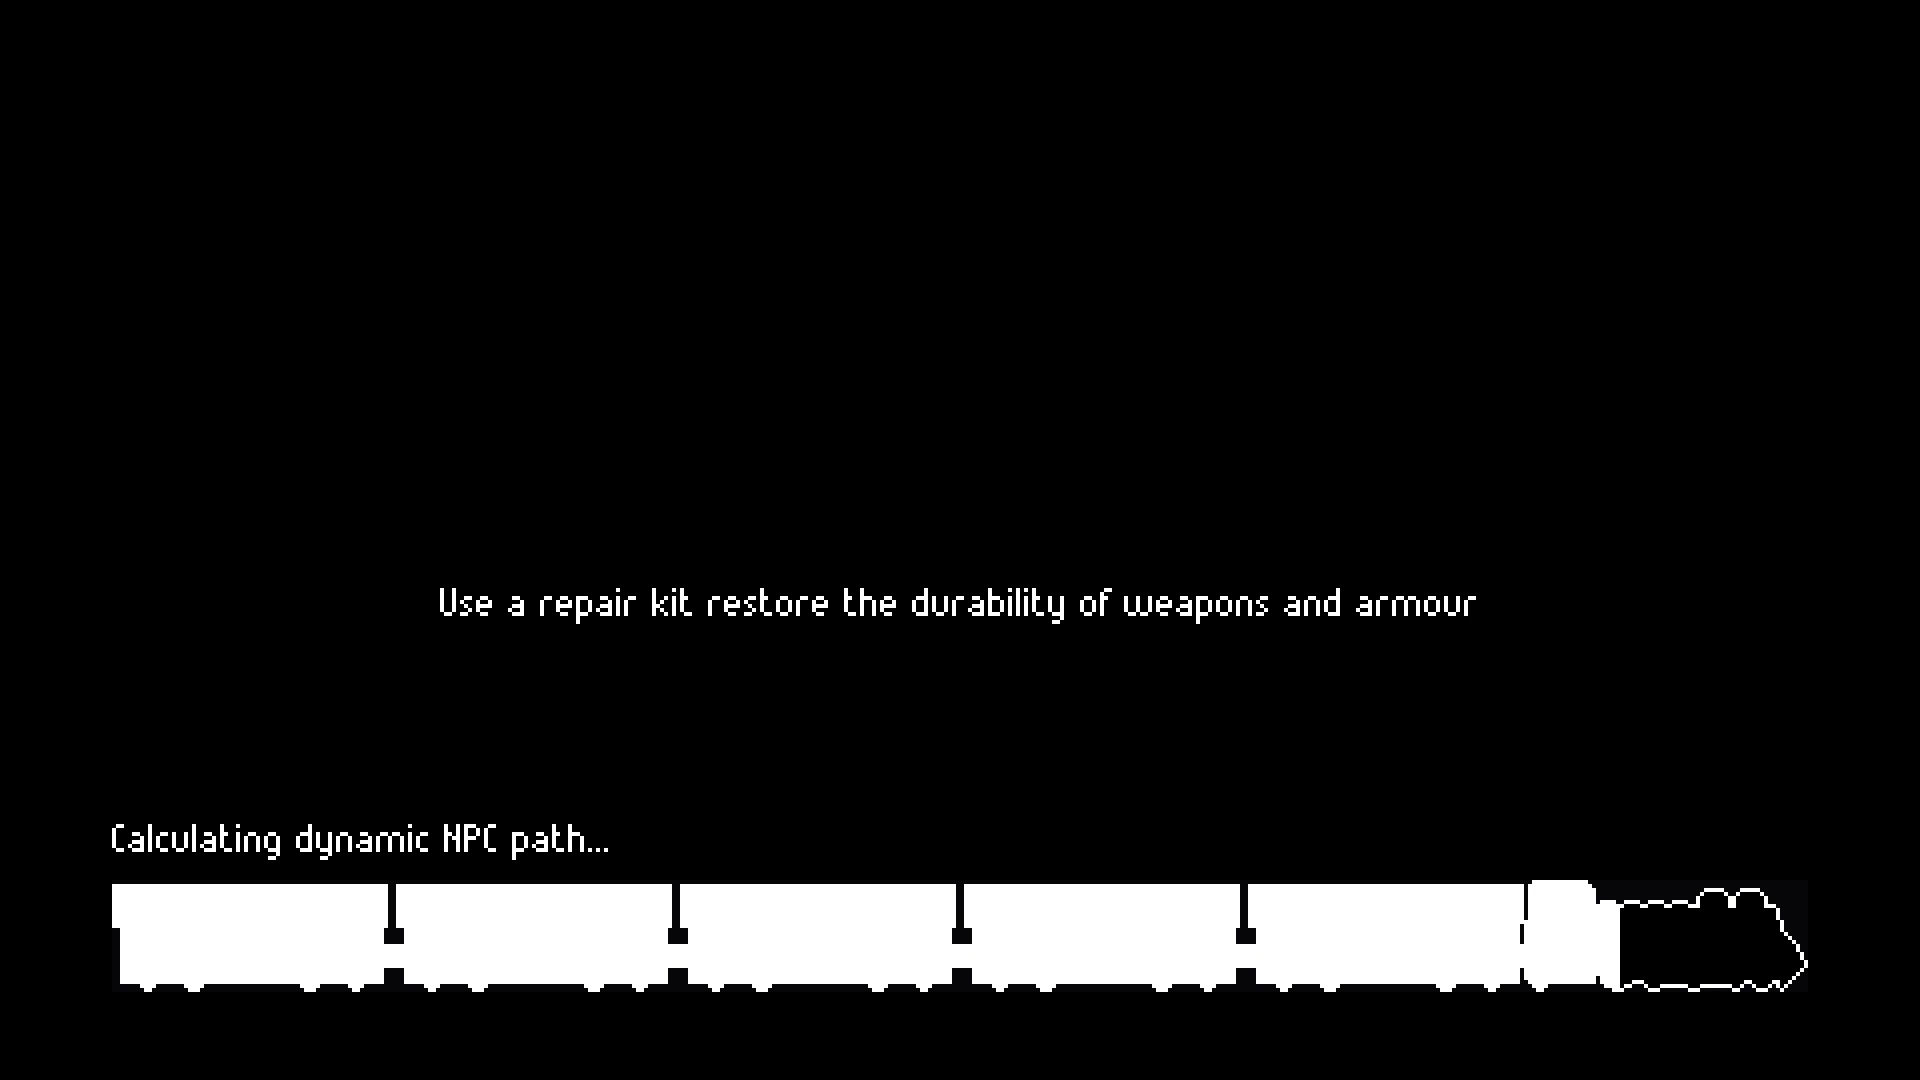 Use a repair kit restore the durability of weapons and armour
Calculating dynamic NPC path...